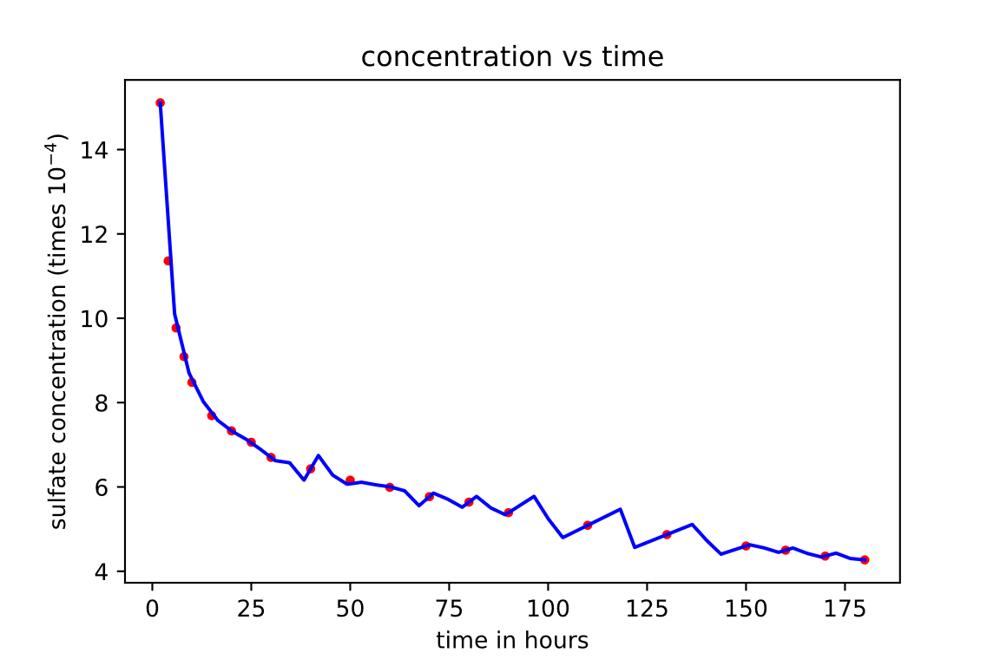 concentration vs time
sulfate concentration (times 10⁻⁴)
14
12
10
8
6
4
0 25 50 75 100 125 150 175
time in hours